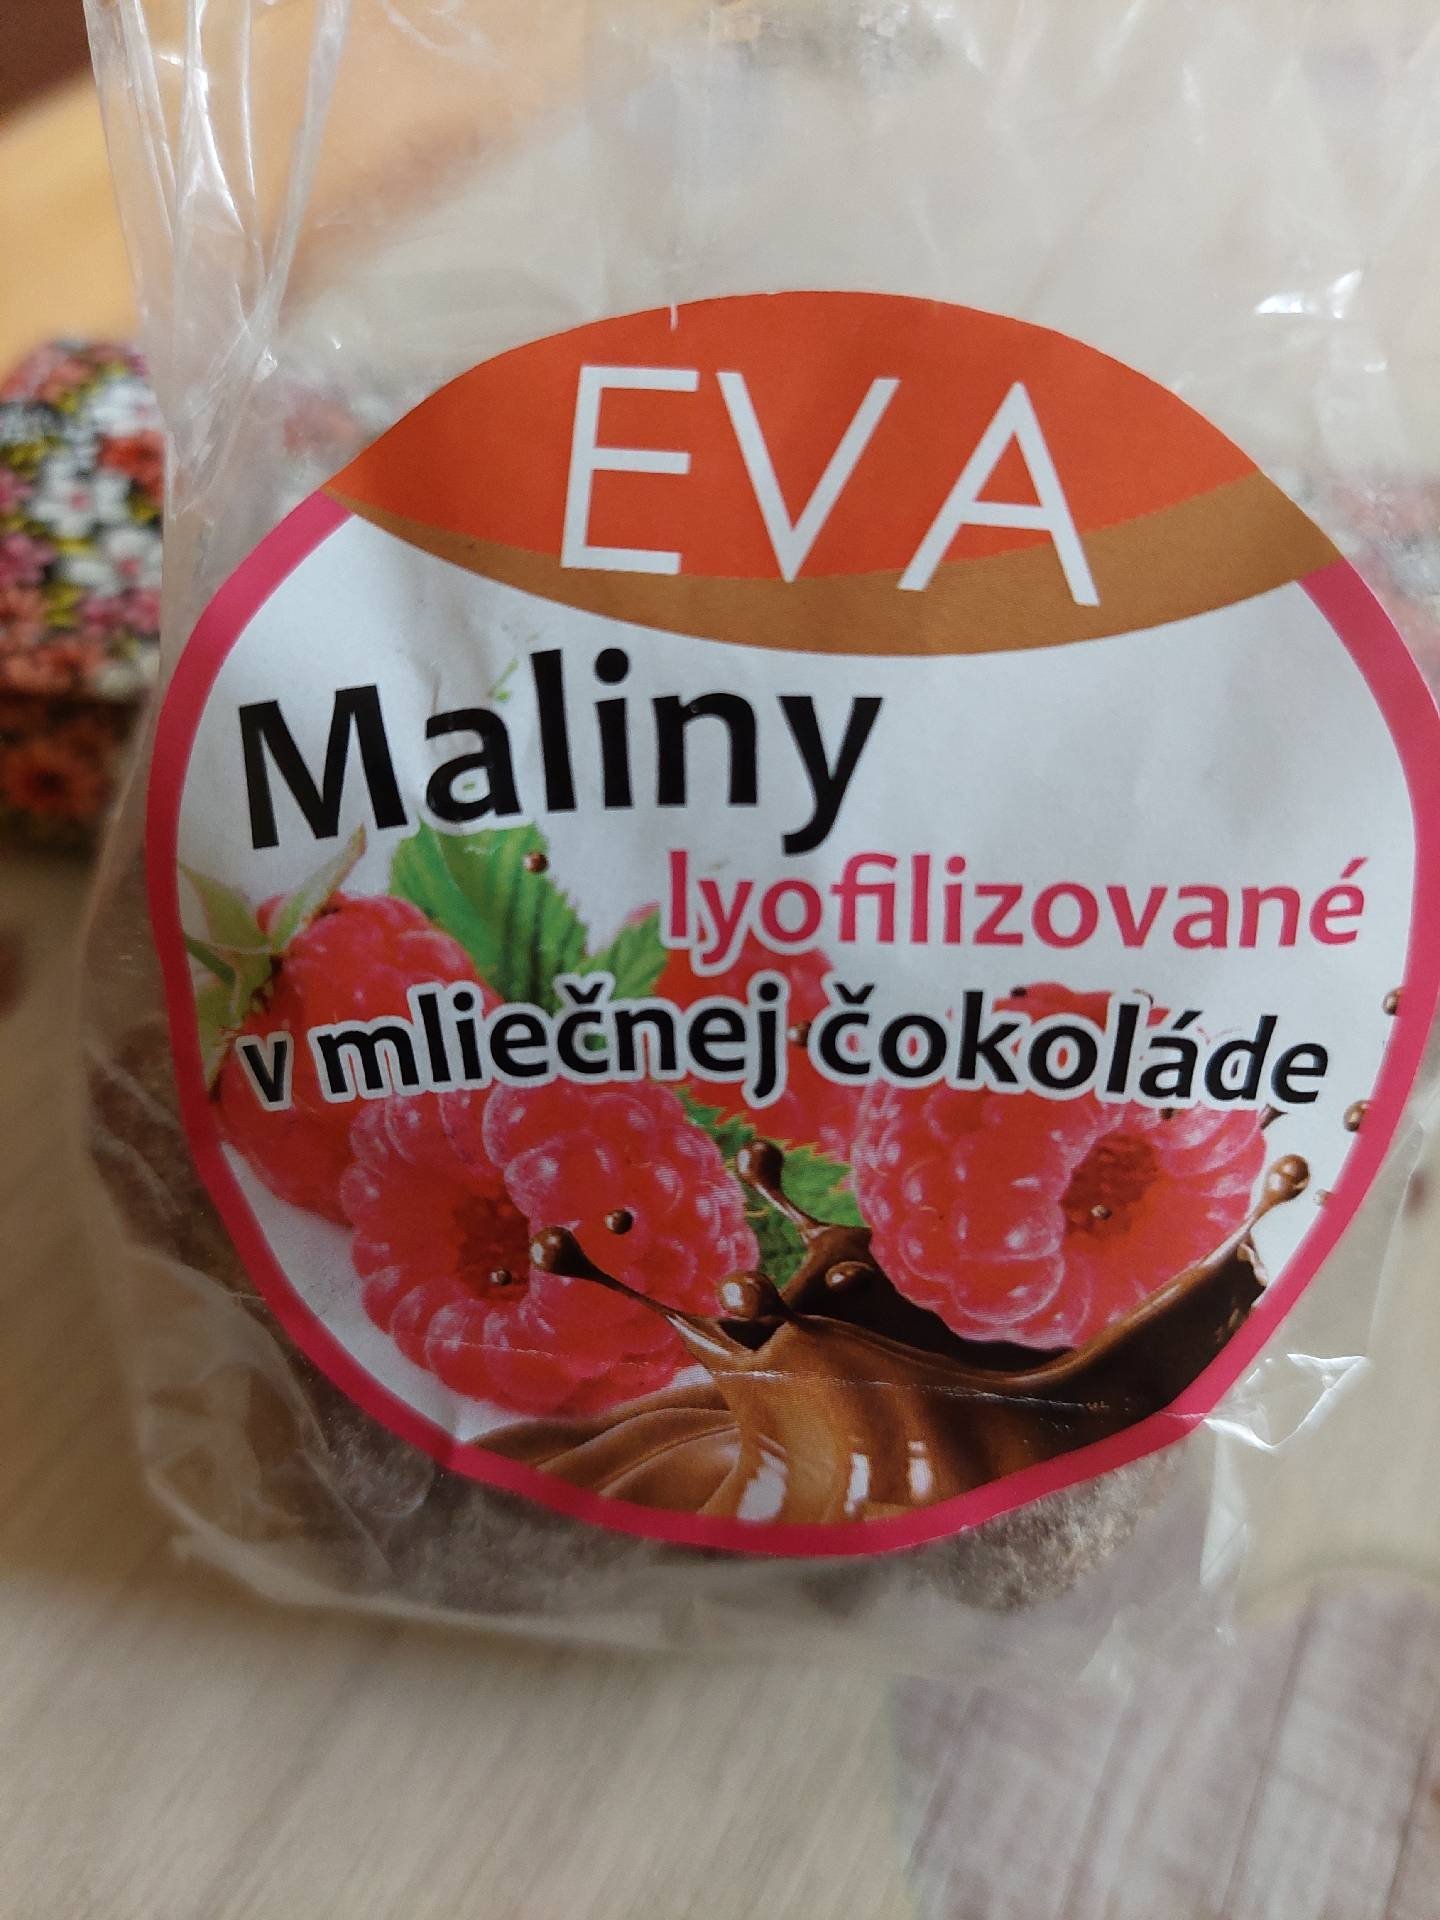 EVA
Maliny
lyofilizované
v mliečnej čokoláde